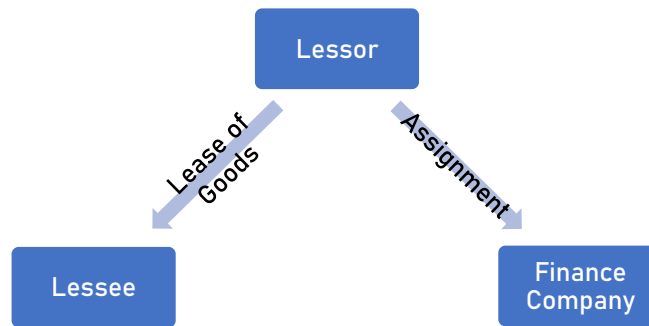 Lessor
Lease of
Goods
Assignment
Lessee
Finance
Company